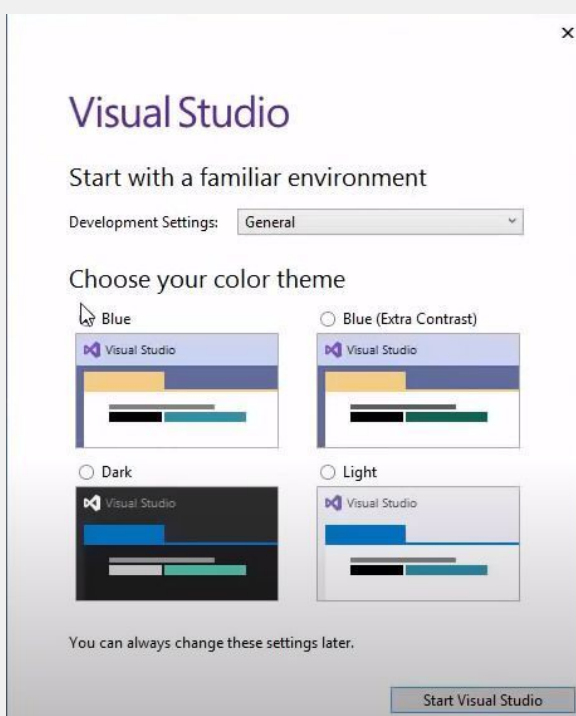 Visual Studio
Start with a familiar environment
Development Settings: General
Choose your color theme
Blue
Blue (Extra Contrast)
Visual Studio
Visual Studio
Dark
Light
Visual Studio
Visual Studio
You can always change these settings later.
Start Visual Studio